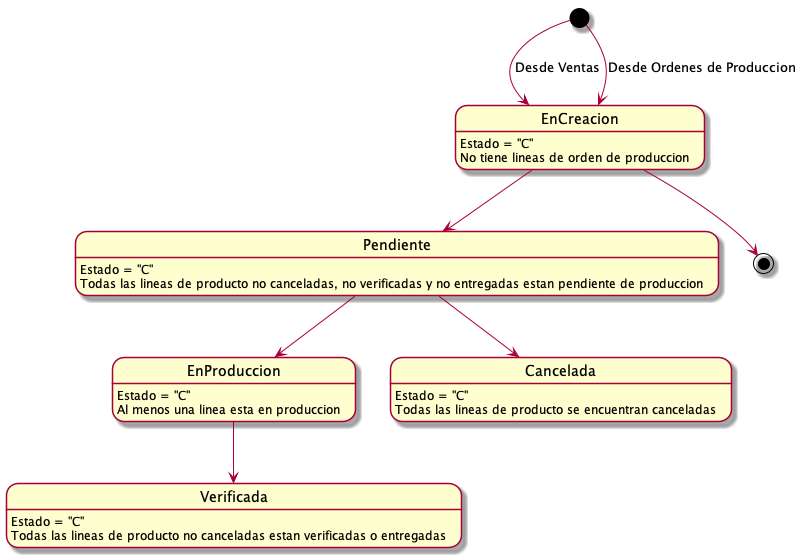 Desde Ventas
Desde Ordenes de Produccion
EnCreacion
Estado = "C"
No tiene lineas de orden de produccion
Pendiente
Estado = "C"
Todas las lineas de producto no canceladas, no verificadas y no entregadas estan pendiente de produccion
EnProduccion
Estado = "C"
Al menos una linea esta en produccion
Cancelada
Estado = "C"
Todas las lineas de producto se encuentran canceladas
Verificada
Estado = "C"
Todas las lineas de producto no canceladas estan verificadas o entregadas